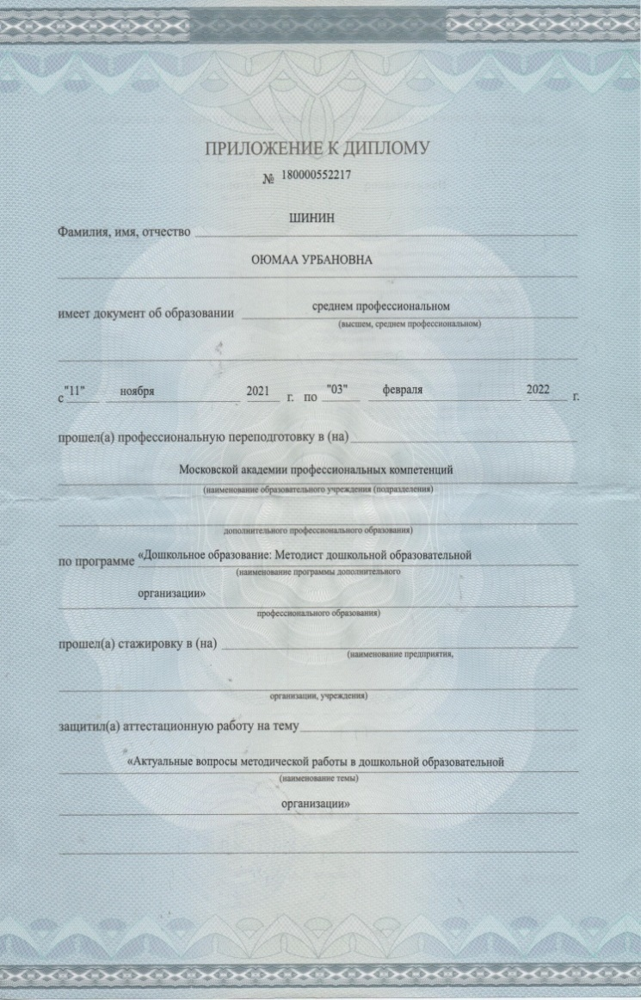 ПРИЛОЖЕНИЕ К ДИПЛОМУ
№ 180000552217
ШИНИН
Фамилия, имя, отчество
ОЮМАА УРБАНОВНА
имеет документ об образовании среднем профессиональном
(высшем, среднем профессиональном)
с "11" ноября 2021 г. по "03" февраля 2022 г.
прошел(а) профессиональную переподготовку в (на)
Московской академии профессиональных компетенций
(наименование образовательного учреждения (подразделения)
дополнительного профессионального образования)
по программе «Дошкольное образование: Методист дошкольной образовательной
(наименование программы дополнительного
организации»
профессионального образования)
прошел(а) стажировку в (на)
(наименование предприятия,
организации, учреждения)
защитил(а) аттестационную работу на тему
«Актуальные вопросы методической работы в дошкольной образовательной
(наименование темы)
организации»